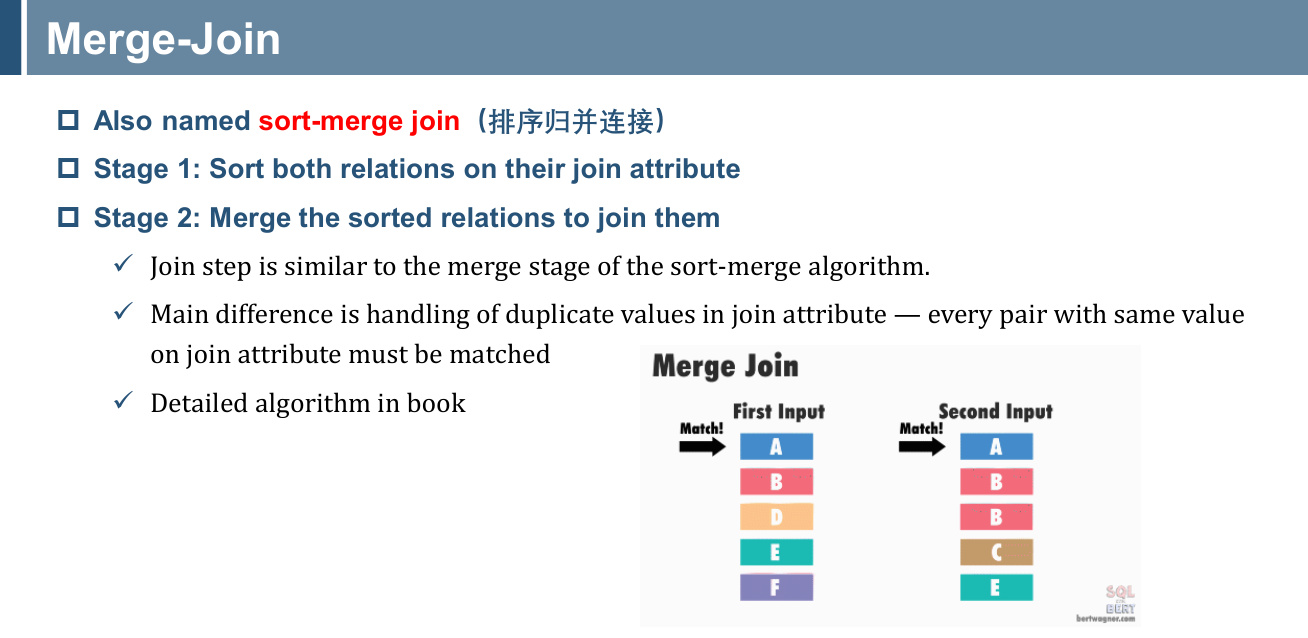 Merge-Join
Also named sort-merge join（排序归并连接）
Stage 1: Sort both relations on their join attribute
Stage 2: Merge the sorted relations to join them
Join step is similar to the merge stage of the sort-merge algorithm.
Main difference is handling of duplicate values in join attribute — every pair with same value
on join attribute must be matched
Detailed algorithm in book
Merge Join
First Input
Second Input
Match!
Match!
A
A
B
B
D
B
E
C
F
E
SQL
BERT
bertwagner.com